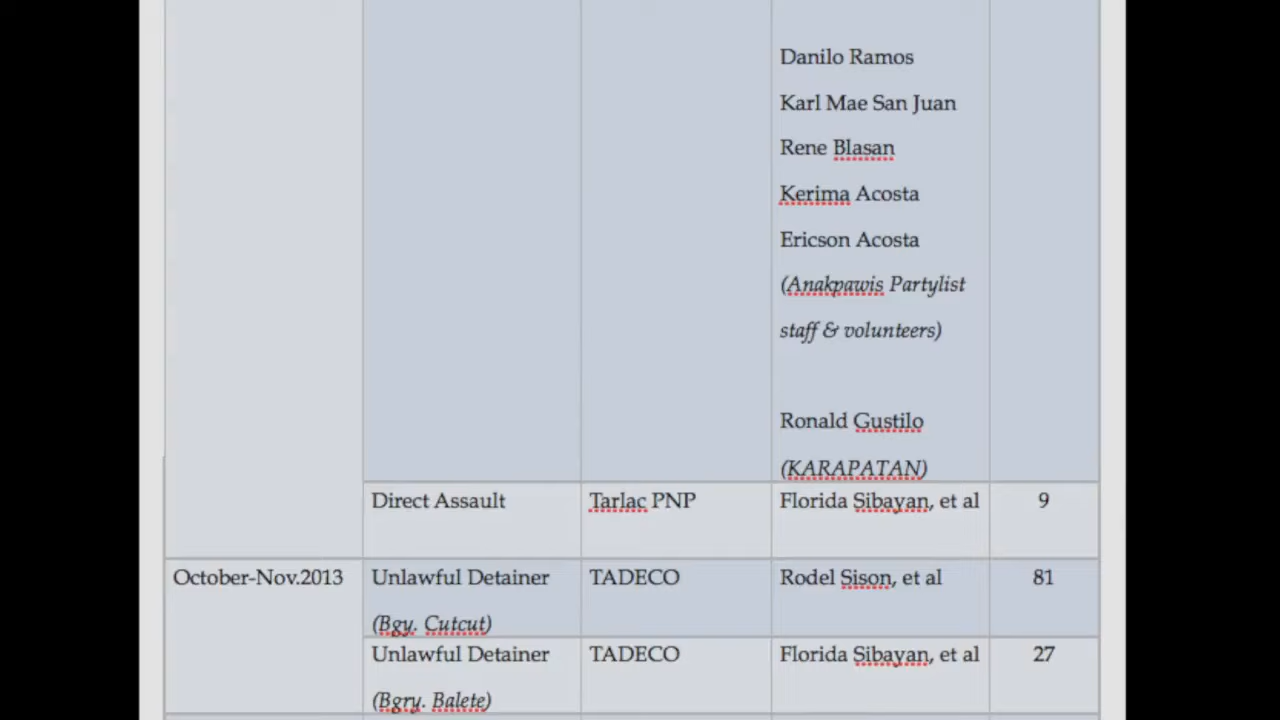 Danilo Ramos
Karl Mae San Juan
Rene Blasan
Kerima Acosta
Ericson Acosta
(Anakpawis Partylist
staff & volunteers)
Ronald Gustilo
(KARAPATAN)
Direct Assault Tarlac PNP Florida Sibayan, et al 9
October-Nov.2013 Unlawful Detainer TADECO Rodel Sison, et al 81
(Bgy. Cutcut)
Unlawful Detainer TADECO Florida Sibayan, et al 27
(Bgry. Balete)